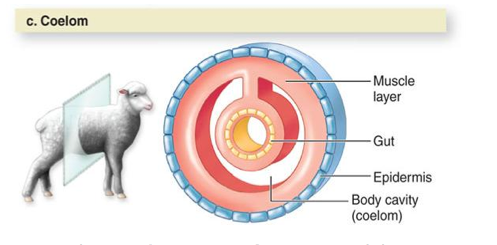 c. Coelom
Muscle
layer
Gut
Epidermis
Body cavity
(coelom)